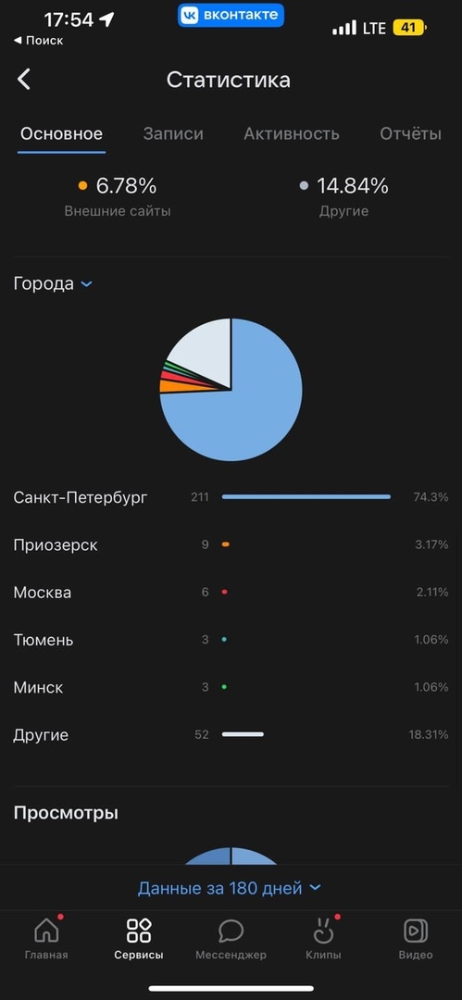 17:54
вконтакте
LTE
41
◀ Поиск
Статистика
Основное Записи Активность Отчёты
6.78% 14.84%
Внешние сайты Другие
Города
Санкт-Петербург 211 74.3%
Приозерск 9 3.17%
Москва 6 2.11%
Тюмень 3 1.06%
Минск 3 1.06%
Другие 52 18.31%
Просмотры
Данные за 180 дней
Главная Сервисы Мессенджер Клипы Видео